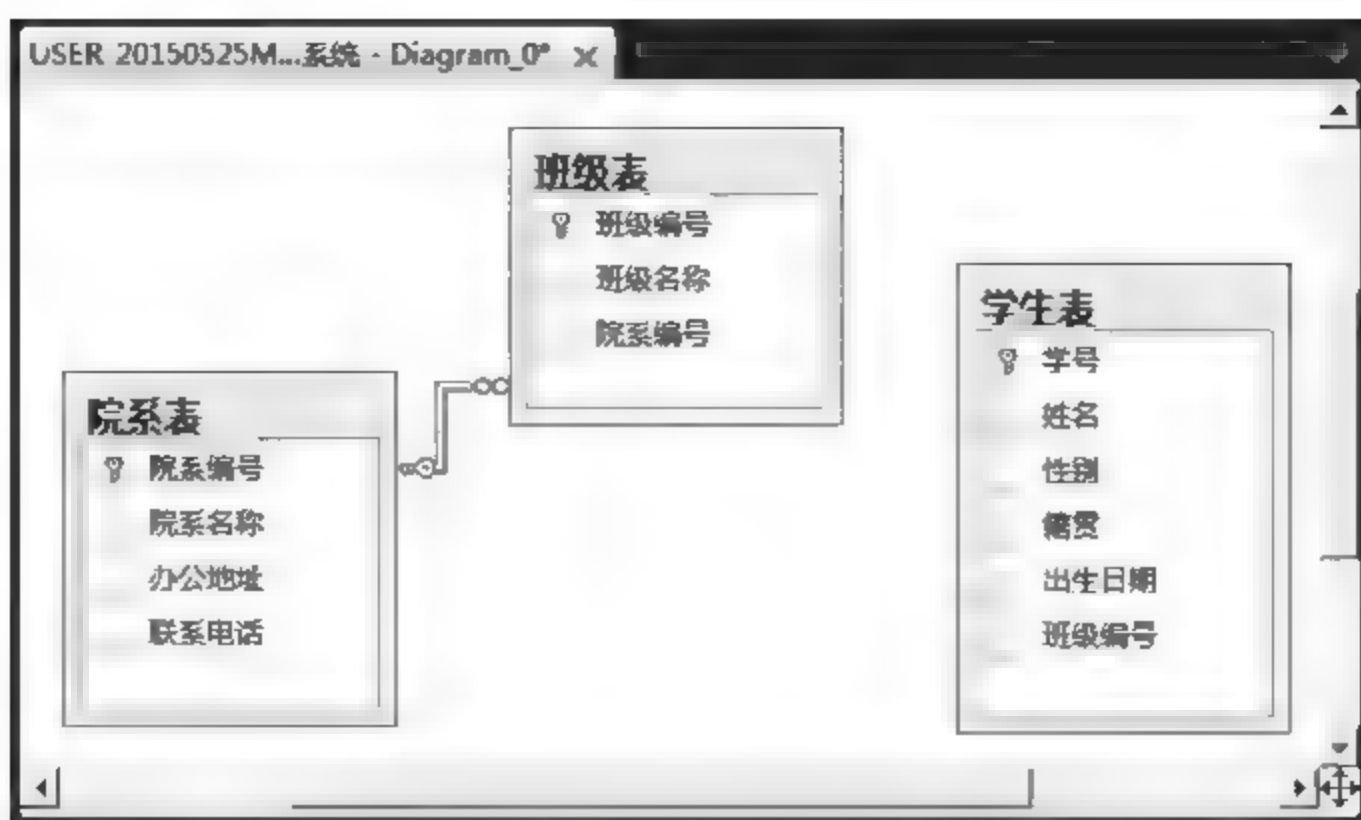 USER 20150525M...系统 - Diagram_0*
班级表
班级编号
班级名称
院系编号
院系表
院系编号
院系名称
办公地址
联系电话
学生表
学号
姓名
性别
籍贯
出生日期
班级编号